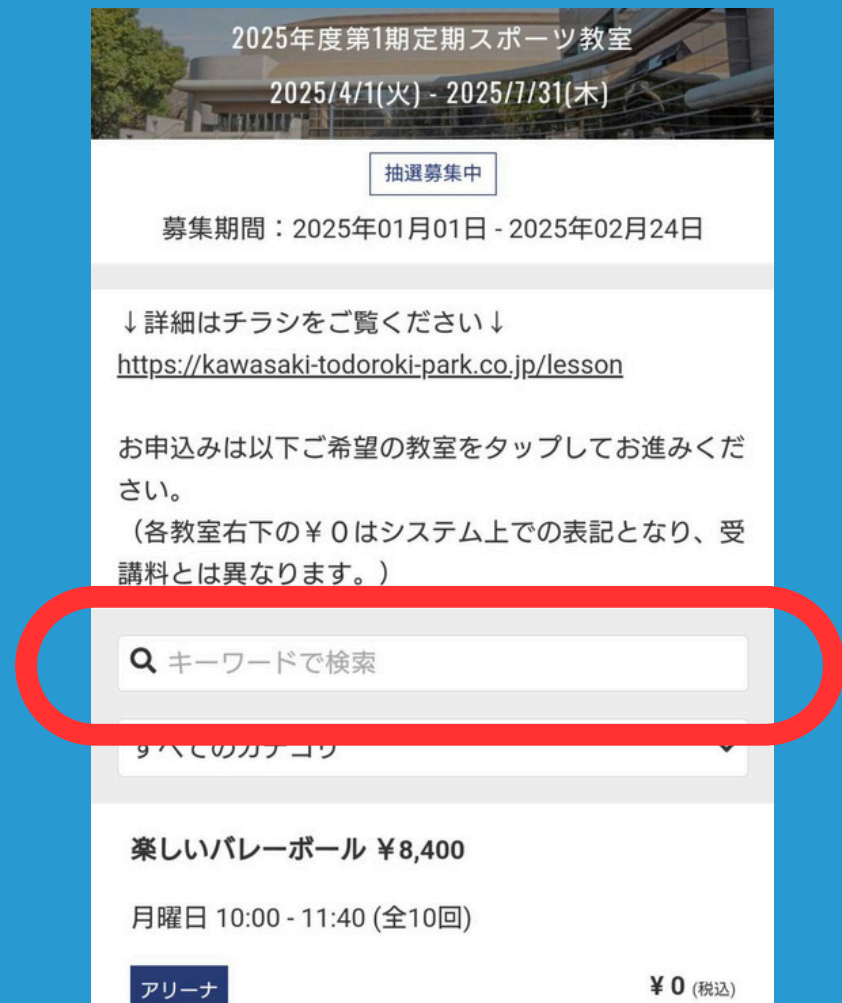 2025年度第1期定期スポーツ教室
2025/4/1(火) - 2025/7/31(木)
抽選募集中
募集期間：2025年01月01日 - 2025年02月24日
↓詳細はチラシをご覧ください↓
https://kawasaki-todoroki-park.co.jp/lesson
お申込みは以下ご希望の教室をタップしてお進みくだ
さい。
（各教室右下の￥０はシステム上での表記となり、受
講料とは異なります。）
キーワードで検索
すべてのカテゴリ
楽しいバレーボール ￥8,400
月曜日 10:00 - 11:40 (全10回)
アリーナ
¥ 0 (税込)